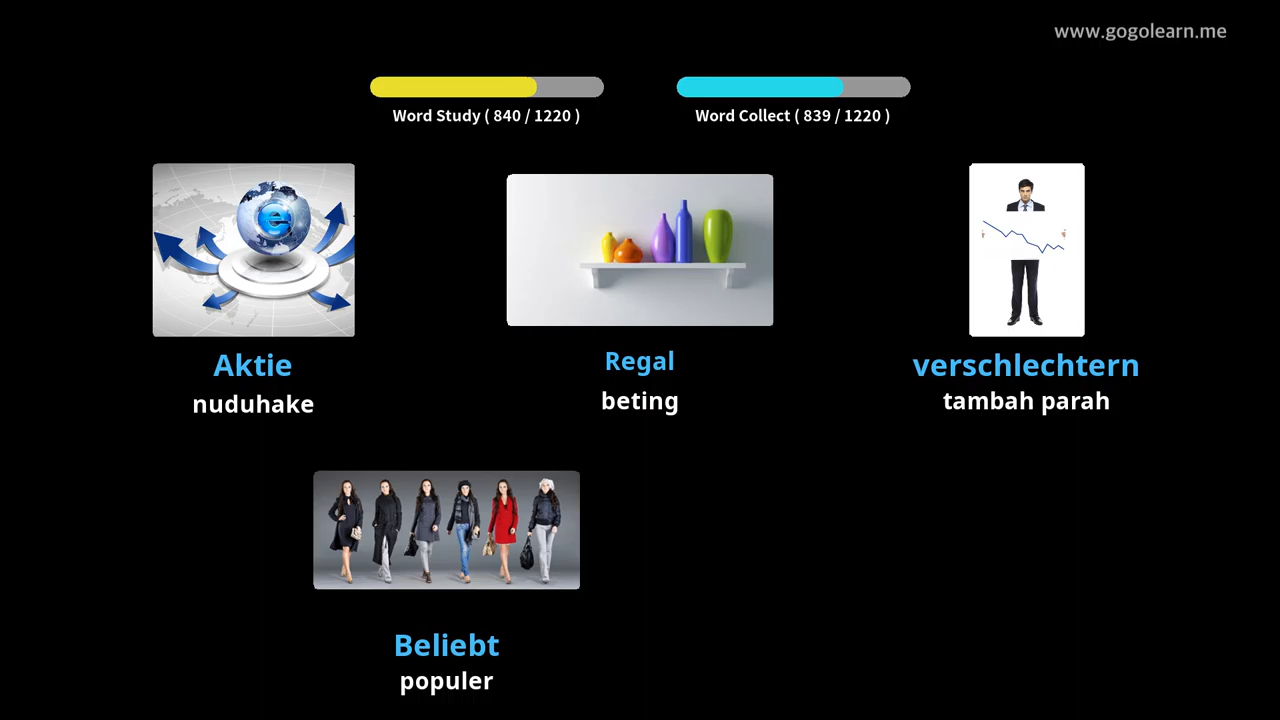 www.gogolearn.me
Word Study ( 840 / 1220 )
Word Collect ( 839 / 1220 )
e
Aktie
nuduhake
Regal
beting
verschlechtern
tambah parah
Beliebt
populer